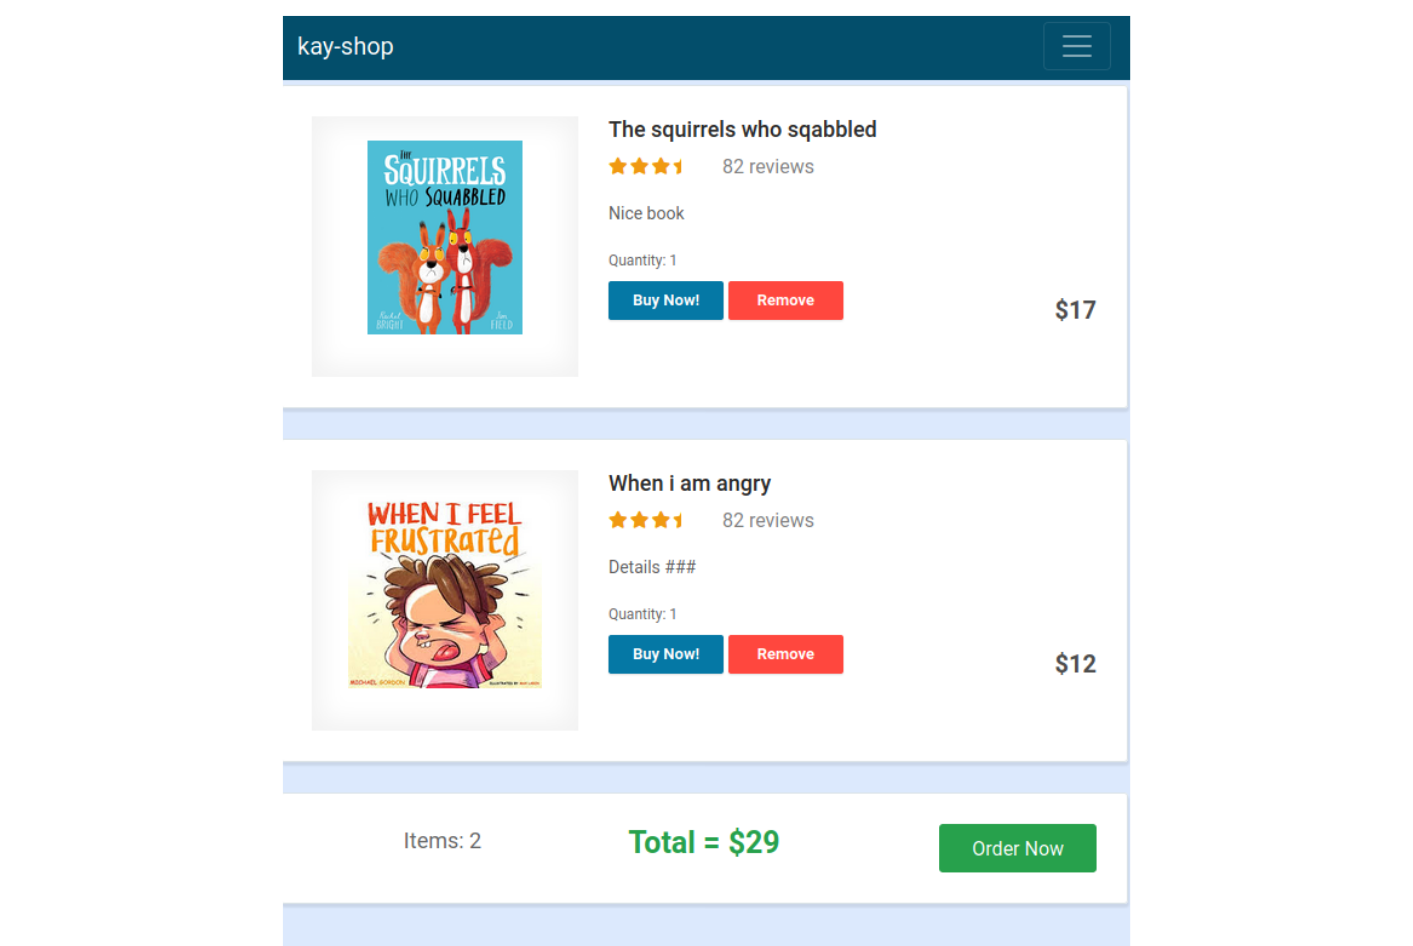 kay-shop
The squirrels who sqabbled
82 reviews
Nice book
Quantity: 1
Buy Now! Remove
$17
THE
SQUIRRELS
WHO SQUABBLED
Rachel BRIGHT
Jim FIELD
When i am angry
82 reviews
Details ###
Quantity: 1
Buy Now! Remove
$12
WHEN I FEEL
FRUSTRATED
MICHAEL GORDON
Items: 2
Total = $29
Order Now